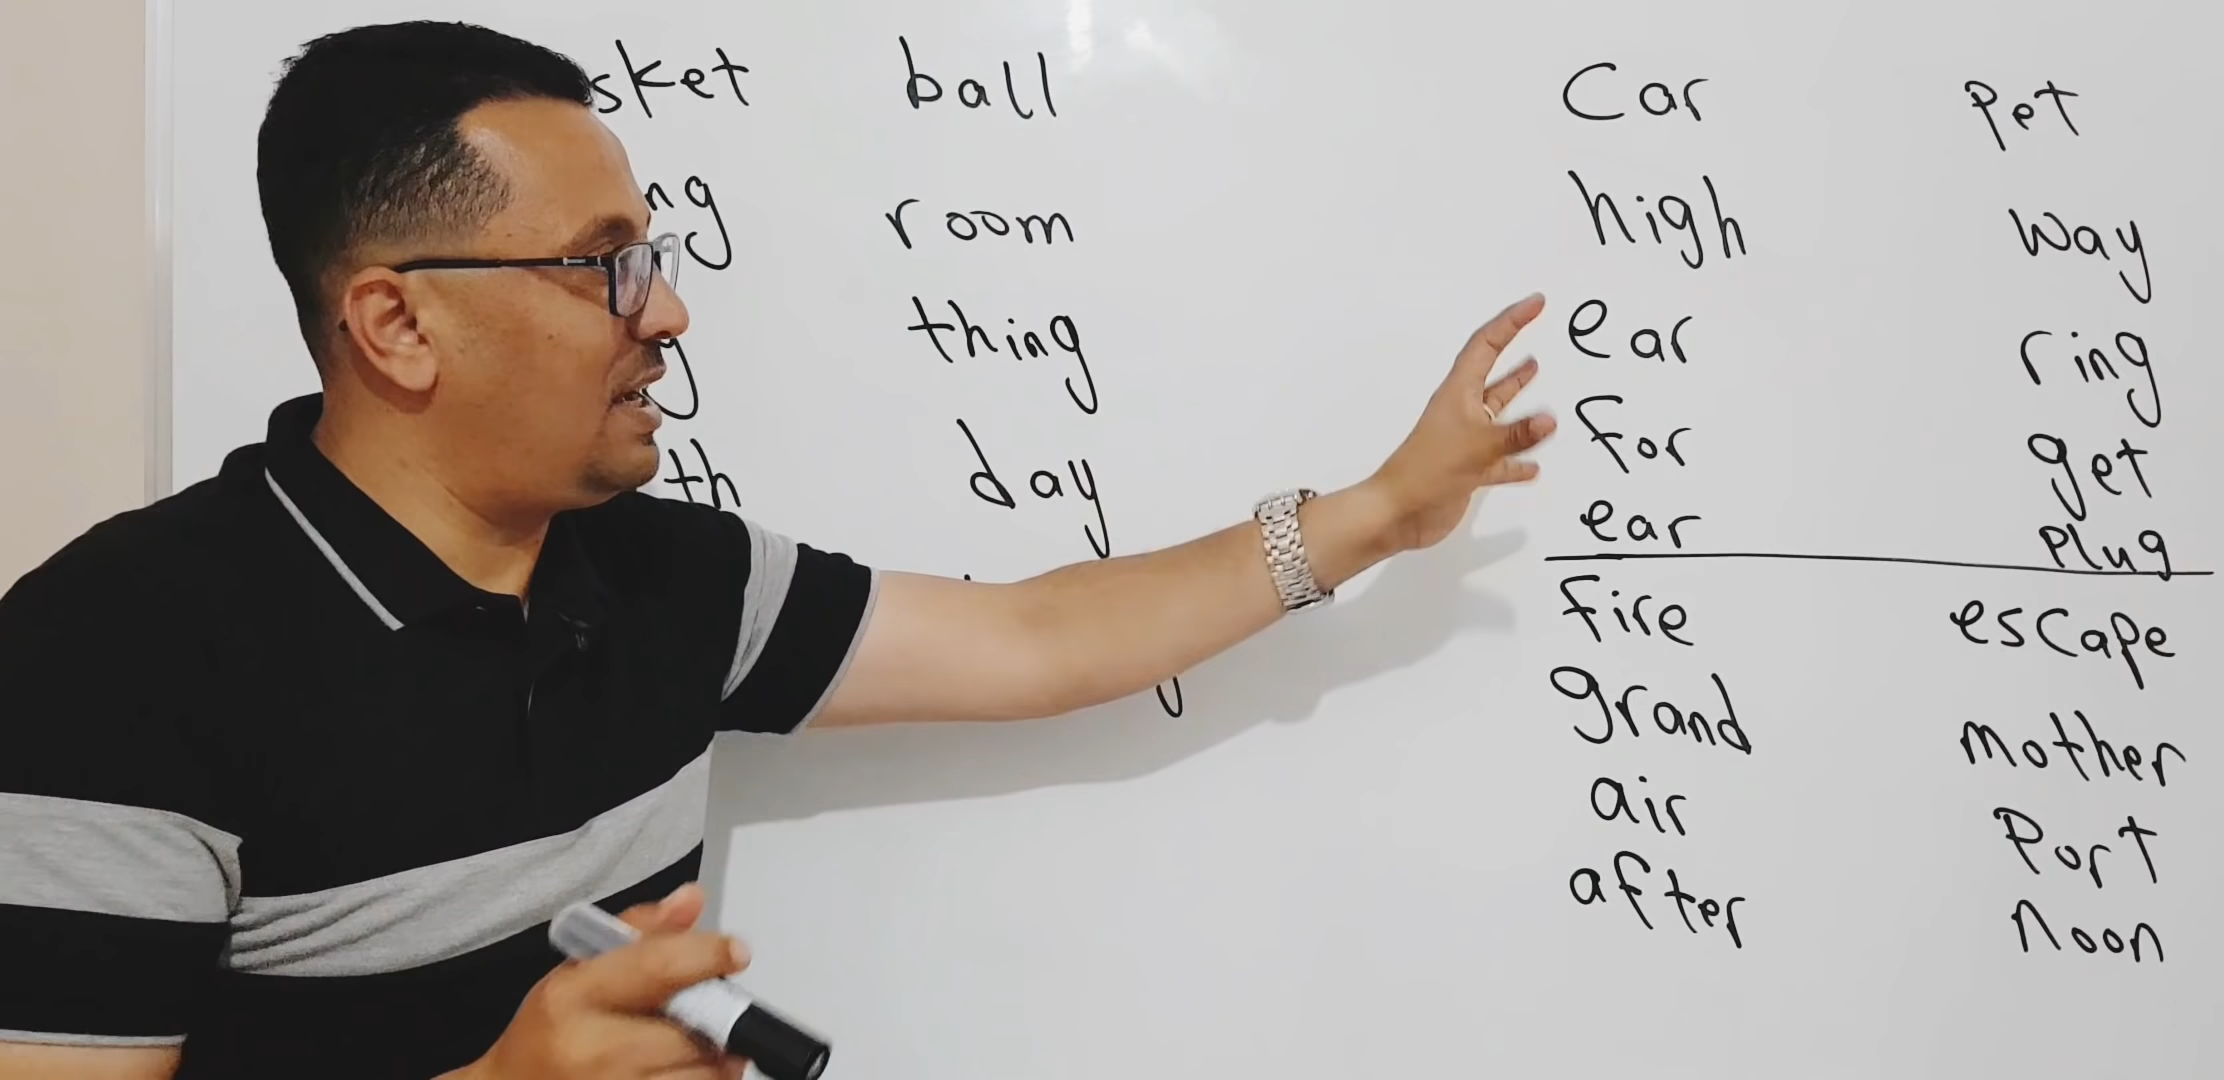 ball
room
thing
day
Car Pet
high way
ear ring
for get
ear Plug
fire escape
grand mother
air Port
after Noon